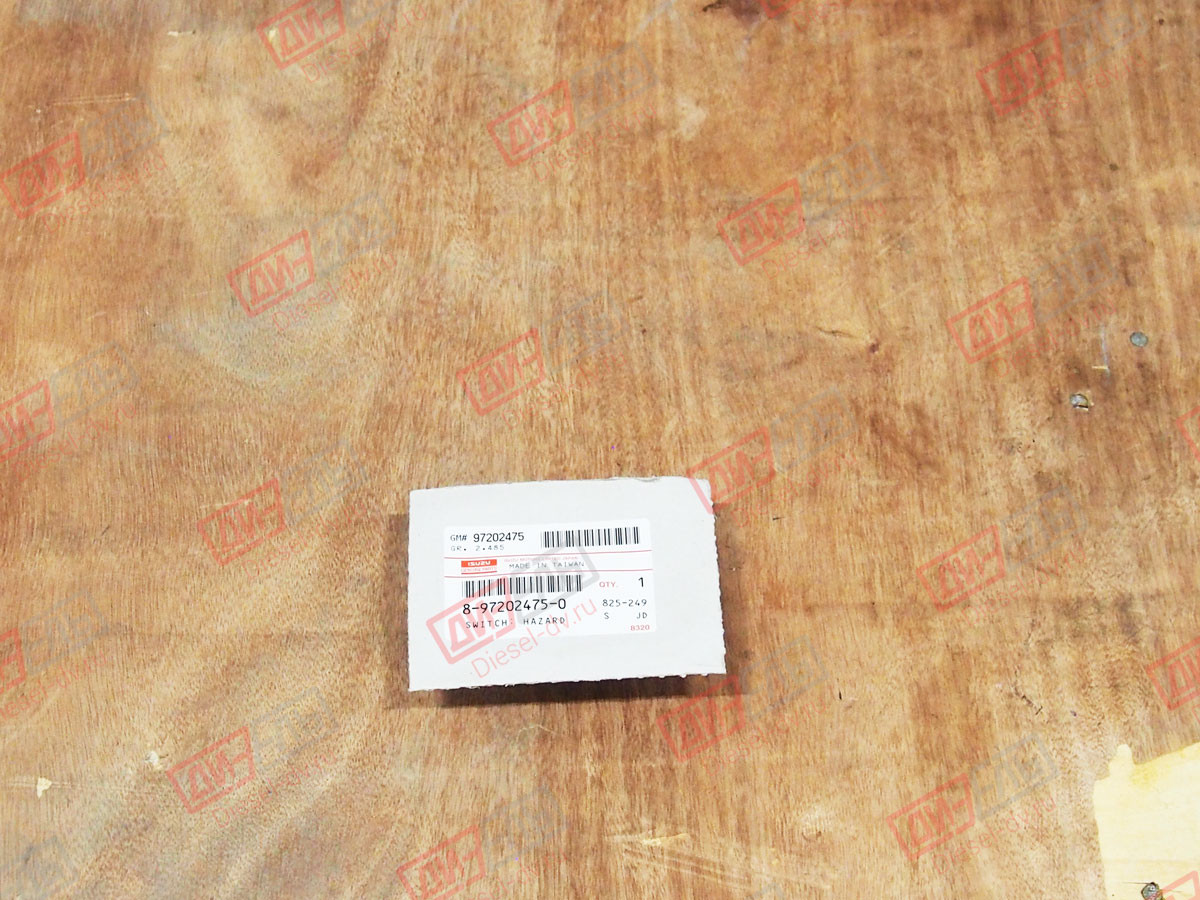 GM# 97202475
GR. 2.485
ISUZU
MADE IN TAIWAN
QTY. 1
8-97202475-0
825-249
SWITCH: HAZARD
S JD
B320
ДИ
Diesel-dv.ru